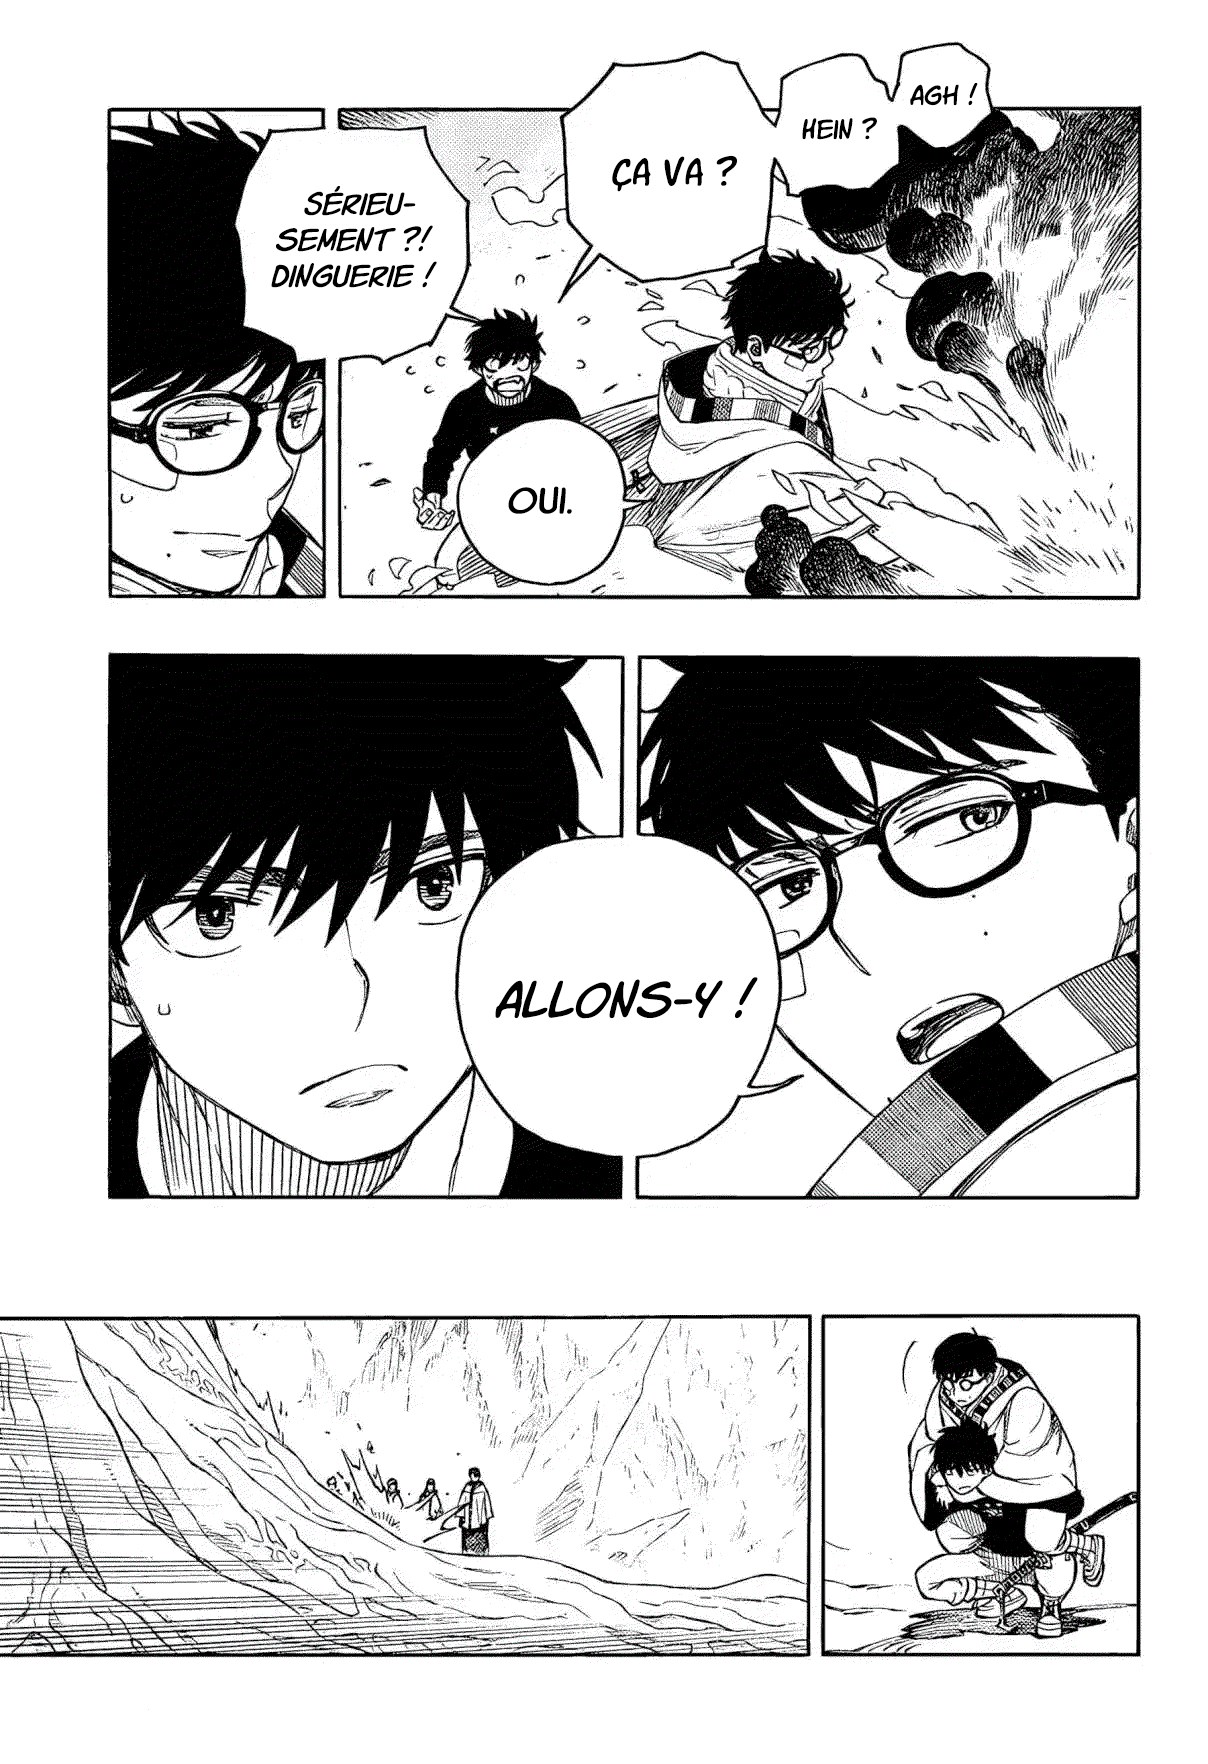 AGH !
HEIN ?
ÇA VA ?
OUI.
SÉRIEU-
SEMENT ?!
DINGUERIE !
ALLONS-Y !